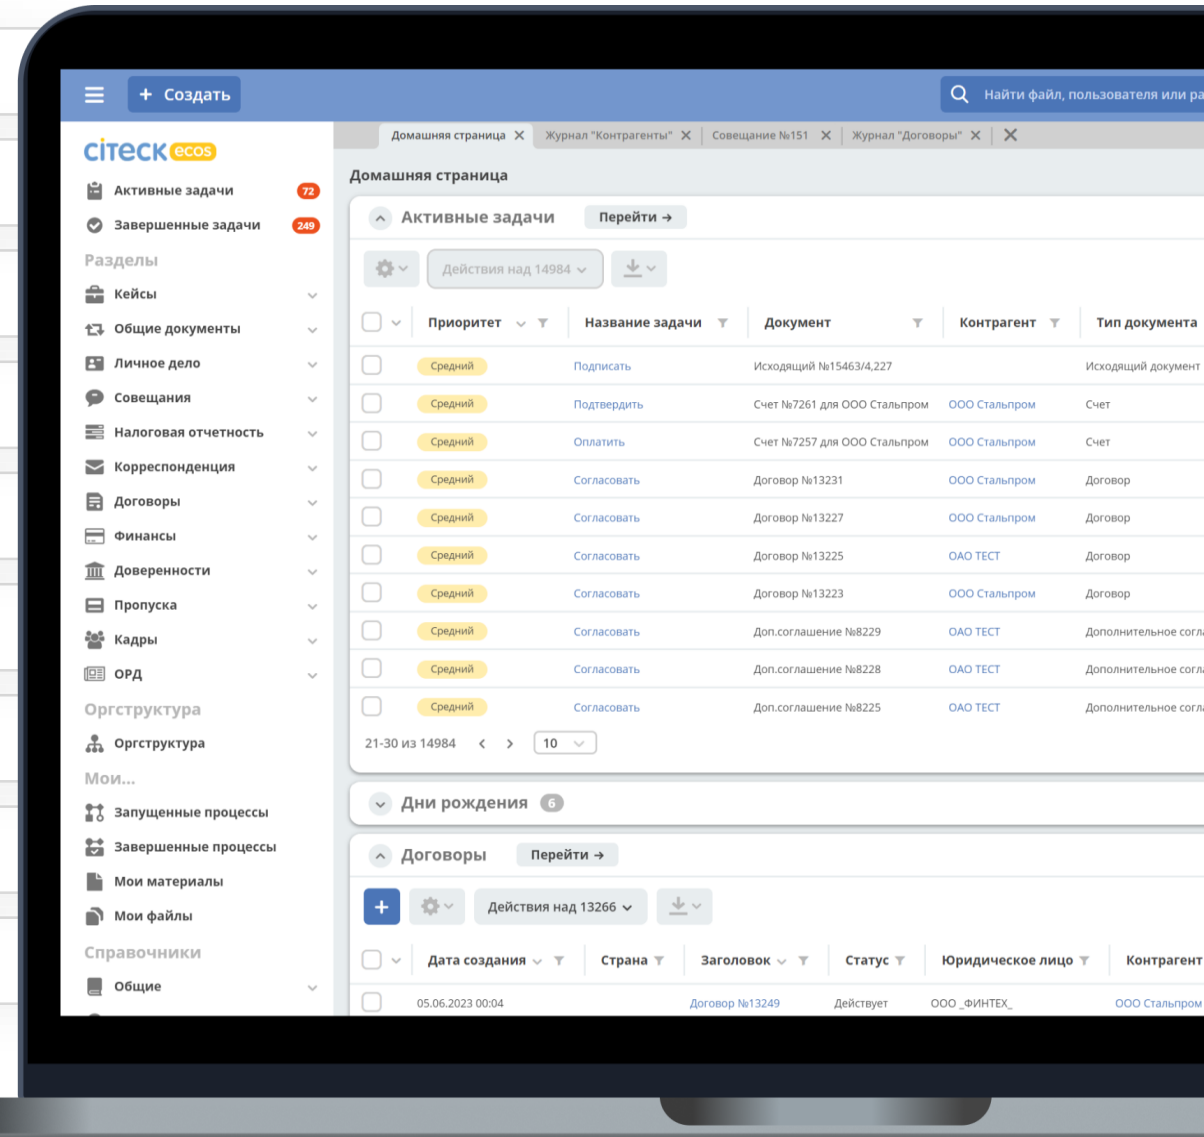 + Создать
Найти файл, пользователя или ра
citeck ecos
Домашняя страница
Журнал "Контрагенты"
Совещание №151
Журнал "Договоры"
Активные задачи 72
Завершенные задачи 249
Разделы
Кейсы
Общие документы
Личное дело
Совещания
Налоговая отчетность
Корреспонденция
Договоры
Финансы
Доверенности
Пропуска
Кадры
ОРД
Оргструктура
Оргструктура
Мои...
Запущенные процессы
Завершенные процессы
Мои материалы
Мои файлы
Справочники
Общие
Домашняя страница
Активные задачи Перейти →
Действия над 14984
Приоритет Название задачи Документ Контрагент Тип документа
Средний Подписать Исходящий №15463/4,227 Исходящий документ
Средний Подтвердить Счет №7261 для ООО Стальпром ООО Стальпром Счет
Средний Оплатить Счет №7257 для ООО Стальпром ООО Стальпром Счет
Средний Согласовать Договор №13231 ООО Стальпром Договор
Средний Согласовать Договор №13227 ООО Стальпром Договор
Средний Согласовать Договор №13225 ОАО ТЕСТ Договор
Средний Согласовать Договор №13223 ООО Стальпром Договор
Средний Согласовать Доп.соглашение №8229 ОАО ТЕСТ Дополнительное согл
Средний Согласовать Доп.соглашение №8228 ОАО ТЕСТ Дополнительное согл
Средний Согласовать Доп.соглашение №8225 ОАО ТЕСТ Дополнительное согл
21-30 из 14984 10
Дни рождения 6
Договоры Перейти →
+ Действия над 13266
Дата создания Страна Заголовок Статус Юридическое лицо Контрагент
05.06.2023 00:04 Договор №13249 Действует ООО _ФИНТЕХ_ ООО Стальпром